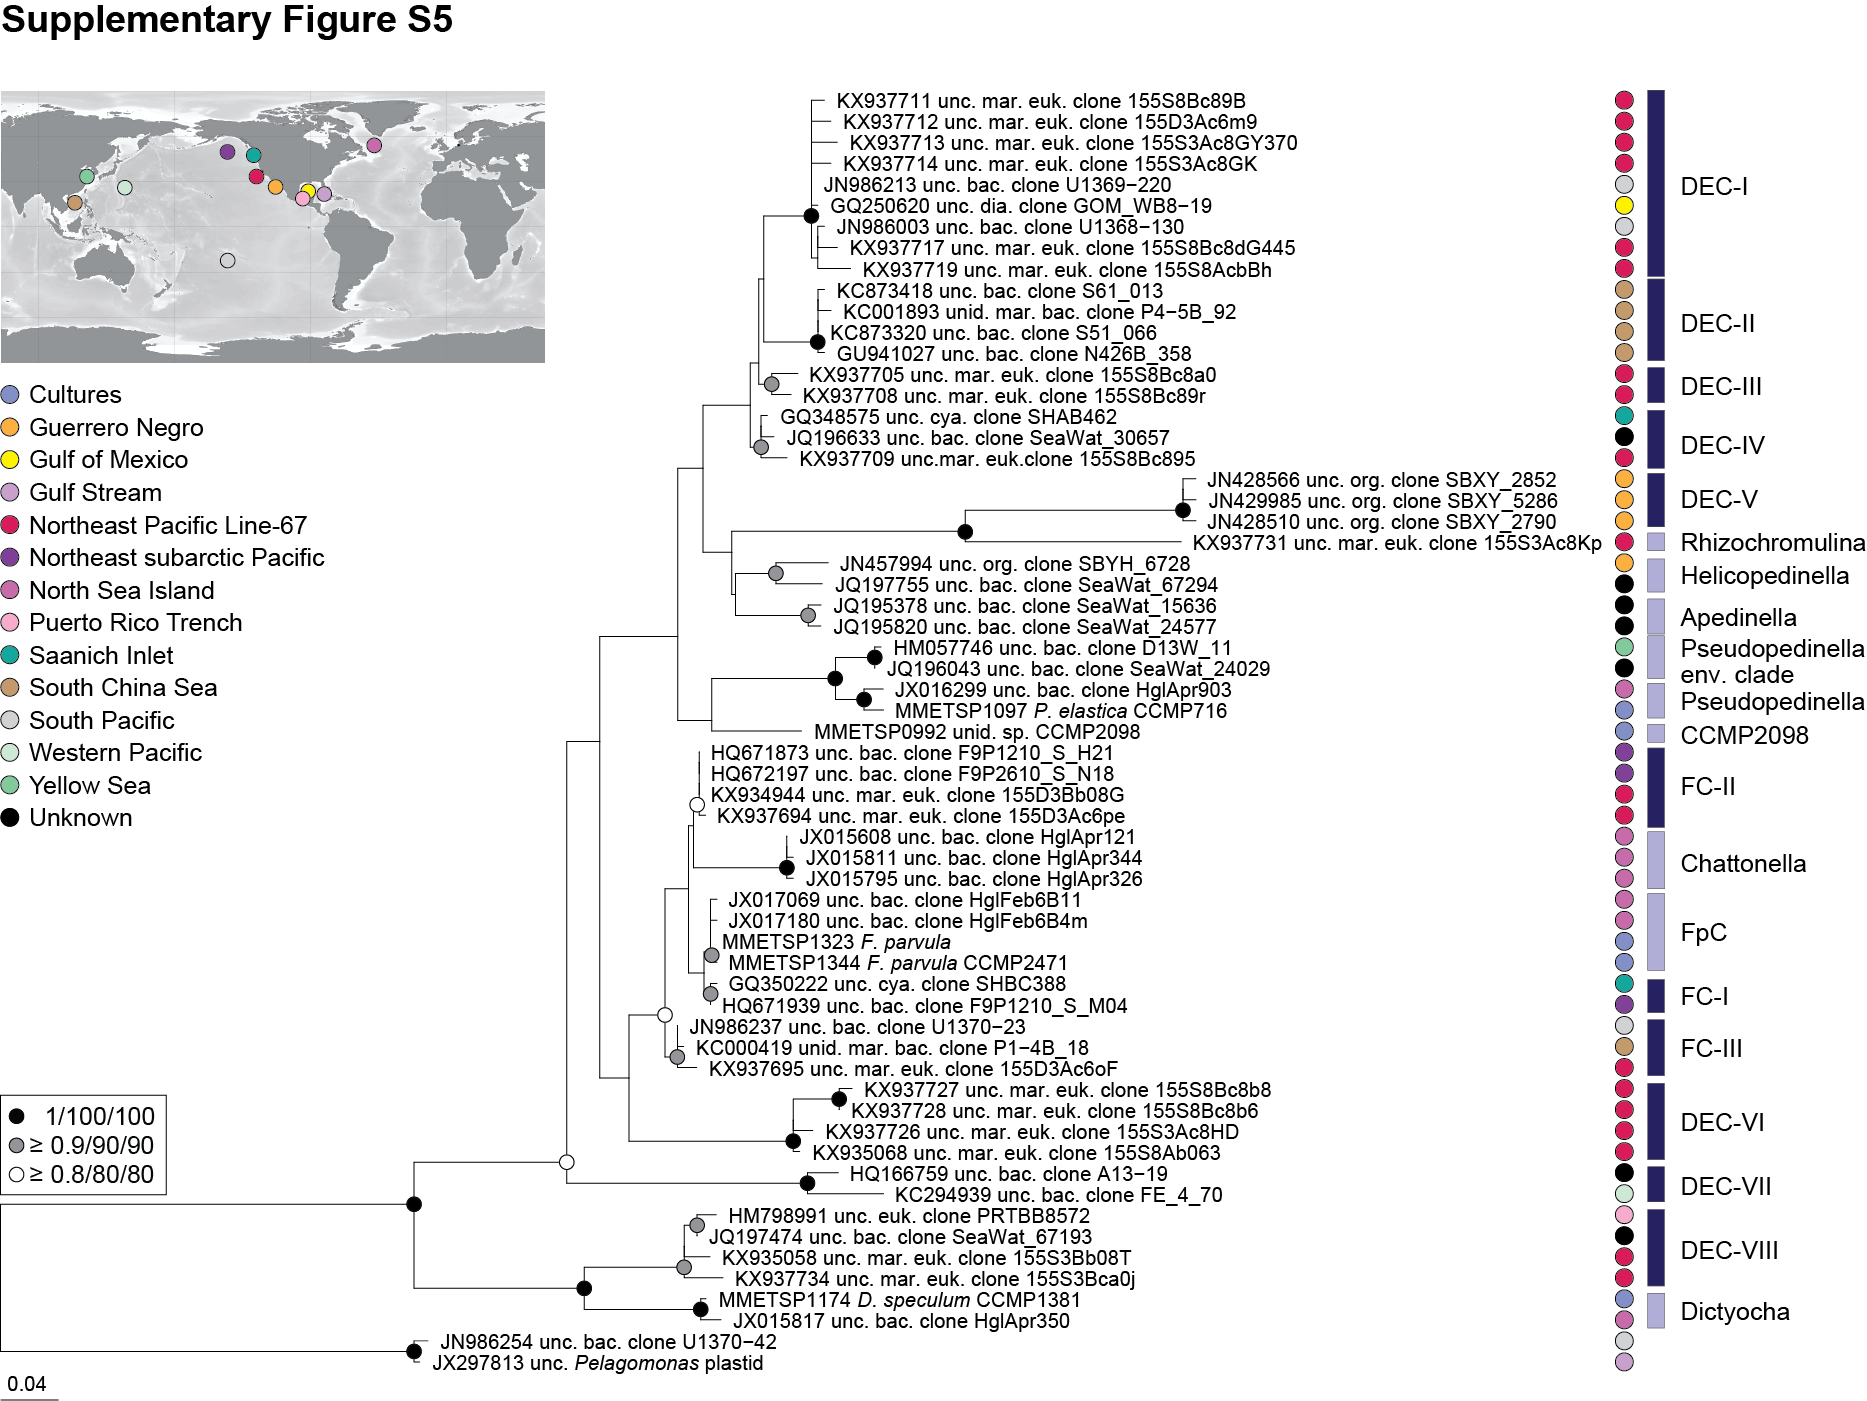 Supplementary Figure S5
Cultures
Guerrero Negro
Gulf of Mexico
Gulf Stream
Northeast Pacific Line-67
Northeast subarctic Pacific
North Sea Island
Puerto Rico Trench
Saanich Inlet
South China Sea
South Pacific
Western Pacific
Yellow Sea
Unknown
1/100/100
≥ 0.9/90/90
≥ 0.8/80/80
0.04
KX937711 unc. mar. euk. clone 155S8Bc89B
KX937712 unc. mar. euk. clone 155D3Ac6m9
KX937713 unc. mar. euk. clone 155S3Ac8GY370
KX937714 unc. mar. euk. clone 155S3Ac8GK
JN986213 unc. bac. clone U1369−220
GQ250620 unc. dia. clone GOM_WB8−19
JN986003 unc. bac. clone U1368−130
KX937717 unc. mar. euk. clone 155S8Bc8dG445
KX937719 unc. mar. euk. clone 155S8AcbBh
KC873418 unc. bac. clone S61_013
KC001893 unid. mar. bac. clone P4−5B_92
KC873320 unc. bac. clone S51_066
GU941027 unc. bac. clone N426B_358
KX937705 unc. mar. euk. clone 155S8Bc8a0
KX937708 unc. mar. euk. clone 155S8Bc89r
GQ348575 unc. cya. clone SHAB462
JQ196633 unc. bac. clone SeaWat_30657
KX937709 unc.mar. euk.clone 155S8Bc895
JN428566 unc. org. clone SBXY_2852
JN429985 unc. org. clone SBXY_5286
JN428510 unc. org. clone SBXY_2790
KX937731 unc. mar. euk. clone 155S3Ac8Kp
JN457994 unc. org. clone SBYH_6728
JQ197755 unc. bac. clone SeaWat_67294
JQ195378 unc. bac. clone SeaWat_15636
JQ195820 unc. bac. clone SeaWat_24577
HM057746 unc. bac. clone D13W_11
JQ196043 unc. bac. clone SeaWat_24029
JX016299 unc. bac. clone HglApr903
MMETSP1097 P. elastica CCMP716
MMETSP0992 unid. sp. CCMP2098
HQ671873 unc. bac. clone F9P1210_S_H21
HQ672197 unc. bac. clone F9P2610_S_N18
KX934944 unc. mar. euk. clone 155D3Bb08G
KX937694 unc. mar. euk. clone 155D3Ac6pe
JX015608 unc. bac. clone HglApr121
JX015811 unc. bac. clone HglApr344
JX015795 unc. bac. clone HglApr326
JX017069 unc. bac. clone HglFeb6B11
JX017180 unc. bac. clone HglFeb6B4m
MMETSP1323 F. parvula
MMETSP1344 F. parvula CCMP2471
GQ350222 unc. cya. clone SHBC388
HQ671939 unc. bac. clone F9P1210_S_M04
JN986237 unc. bac. clone U1370−23
KC000419 unid. mar. bac. clone P1−4B_18
KX937695 unc. mar. euk. clone 155D3Ac6oF
KX937727 unc. mar. euk. clone 155S8Bc8b8
KX937728 unc. mar. euk. clone 155S8Bc8b6
KX937726 unc. mar. euk. clone 155S3Ac8HD
KX935068 unc. mar. euk. clone 155S8Ab063
HQ166759 unc. bac. clone A13−19
KC294939 unc. bac. clone FE_4_70
HM798991 unc. euk. clone PRTBB8572
JQ197474 unc. bac. clone SeaWat_67193
KX935058 unc. mar. euk. clone 155S3Bb08T
KX937734 unc. mar. euk. clone 155S3Bca0j
MMETSP1174 D. speculum CCMP1381
JX015817 unc. bac. clone HglApr350
JN986254 unc. bac. clone U1370−42
JX297813 unc. Pelagomonas plastid
DEC-I
DEC-II
DEC-III
DEC-IV
DEC-V
Rhizochromulina
Helicopedinella
Apedinella
Pseudopedinella
env. clade
Pseudopedinella
CCMP2098
FC-II
Chattonella
FpC
FC-I
FC-III
DEC-VI
DEC-VII
DEC-VIII
Dictyocha